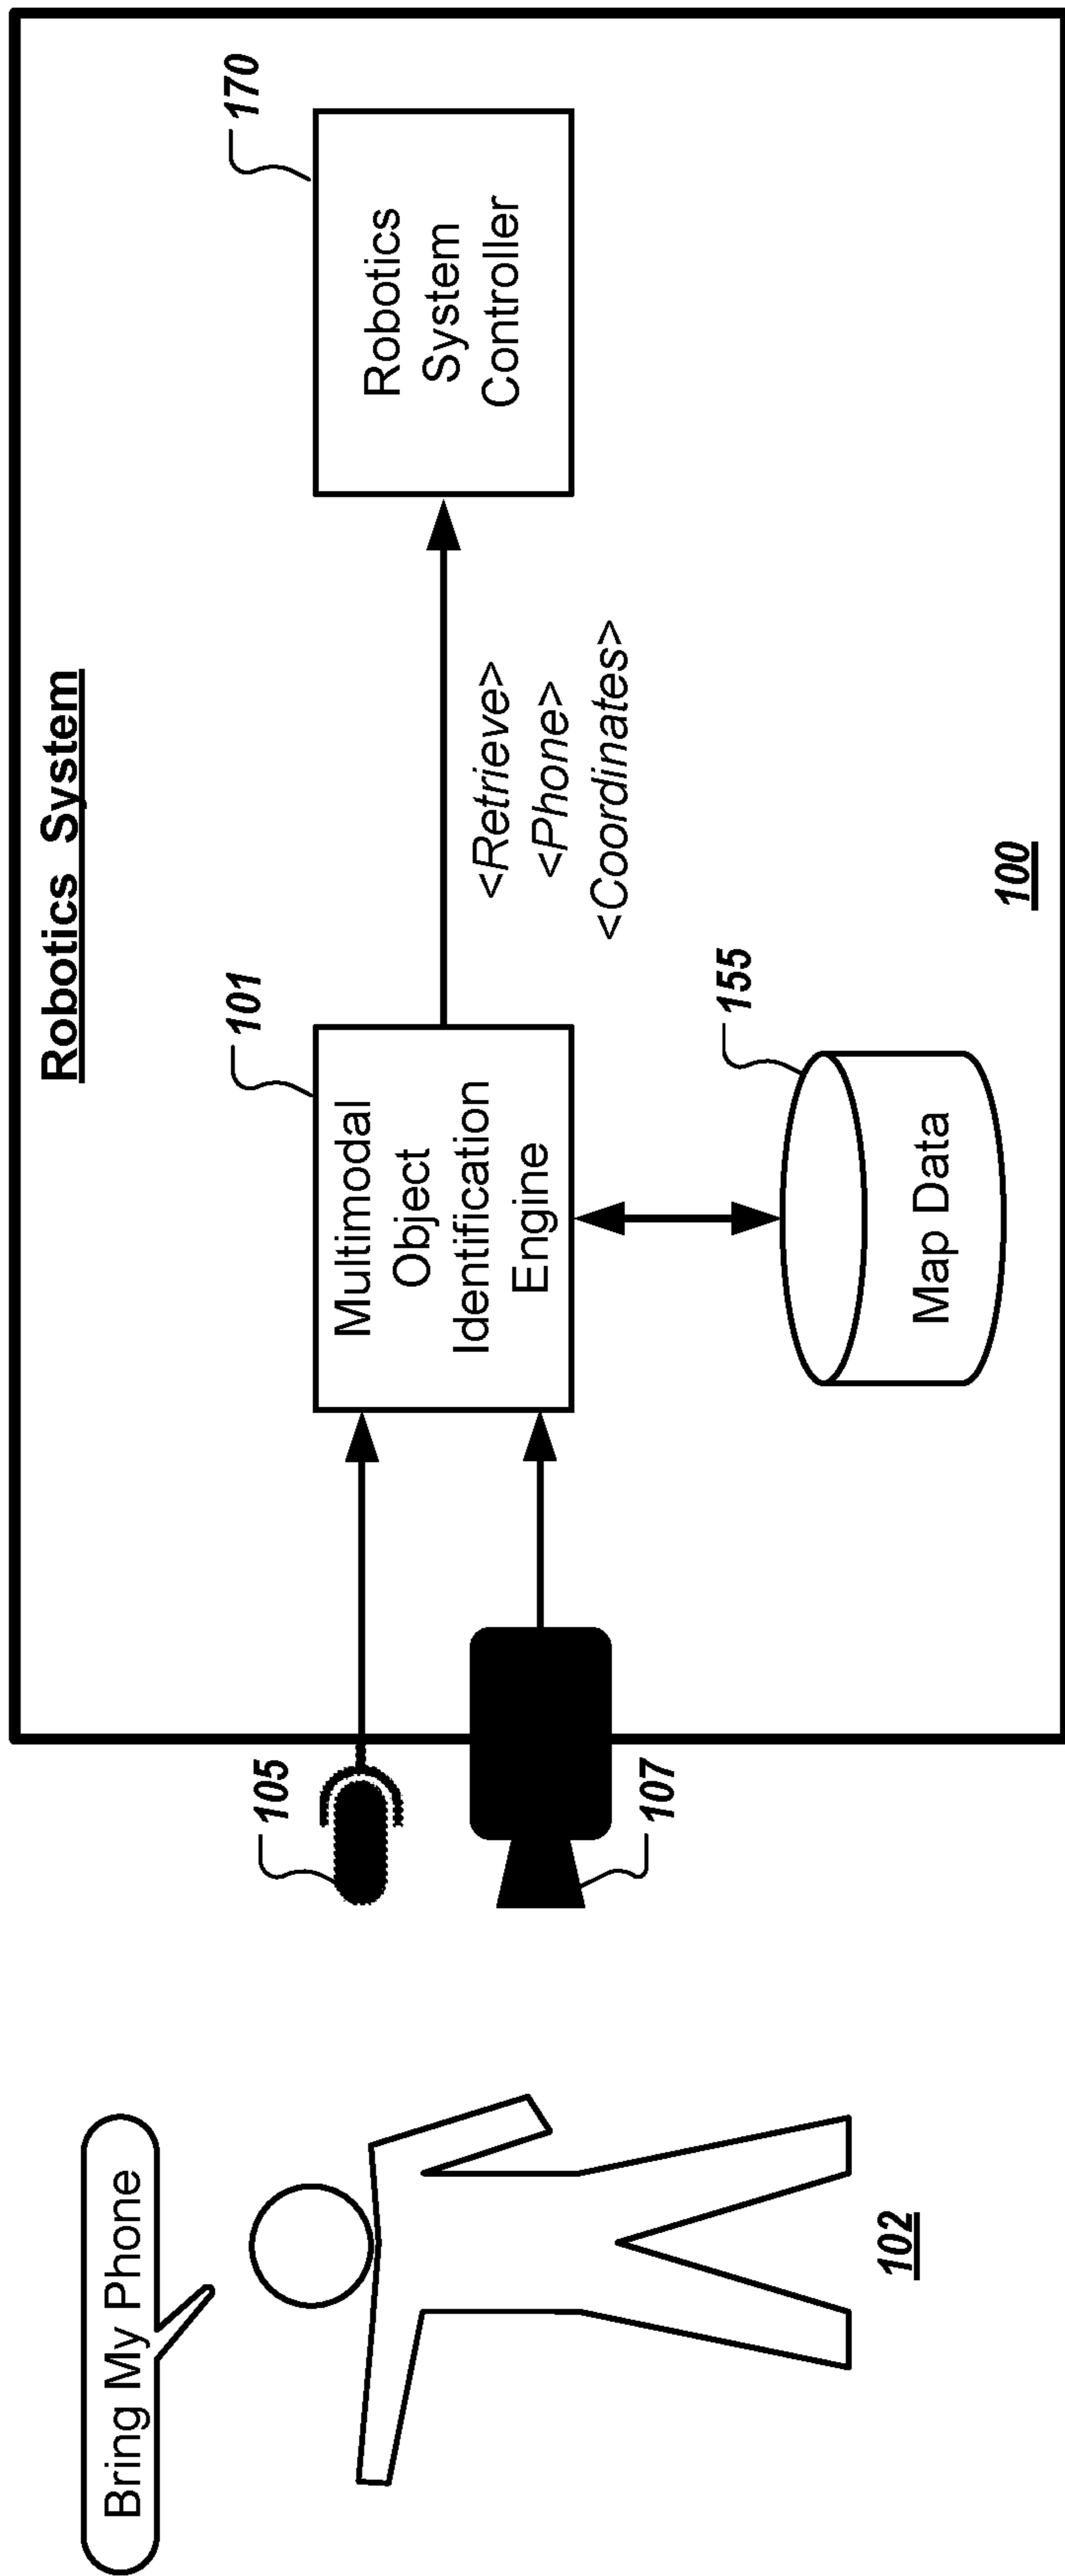 Bring My Phone
102
105
107
Robotics System
101
Multimodal
Object
Identification
Engine
155
Map Data
<Retrieve>
<Phone>
<Coordinates>
170
Robotics
System
Controller
100